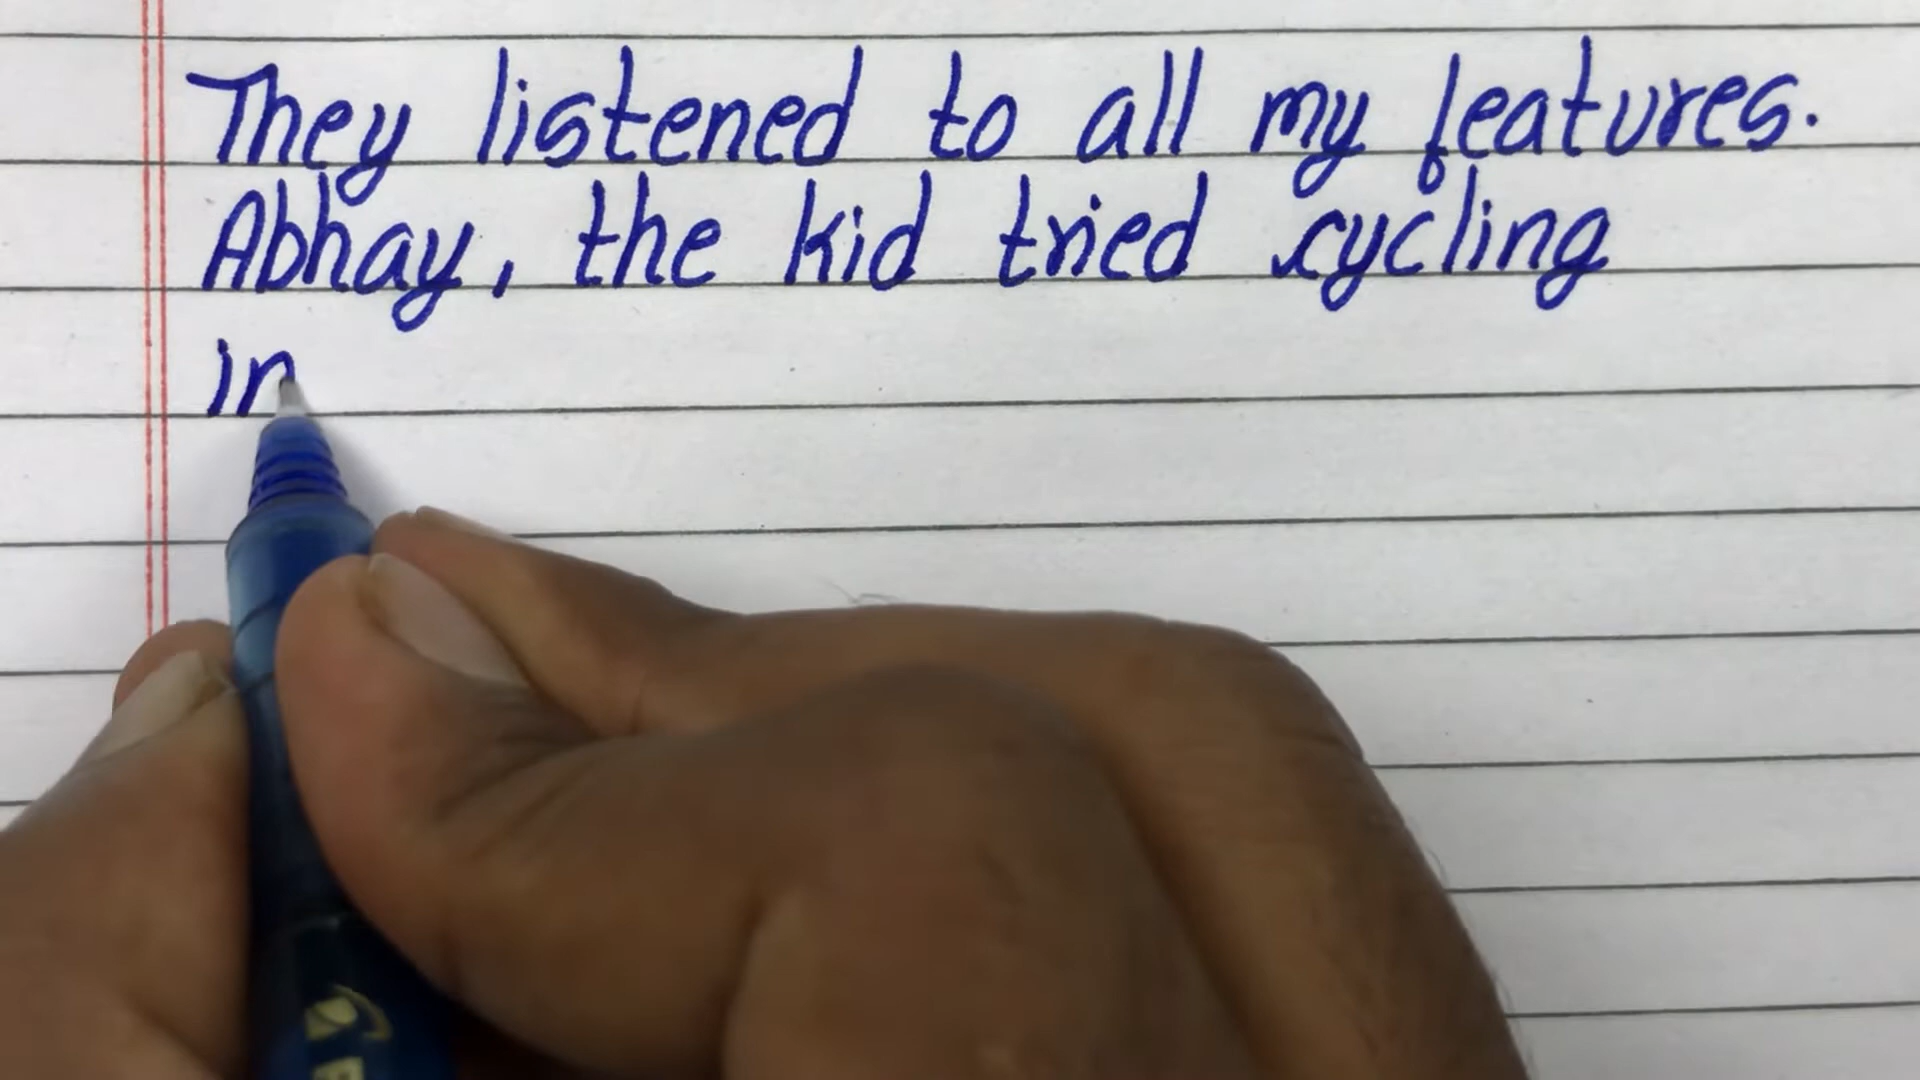 They listened to all my features.
Abhay, the kid tried cycling
in